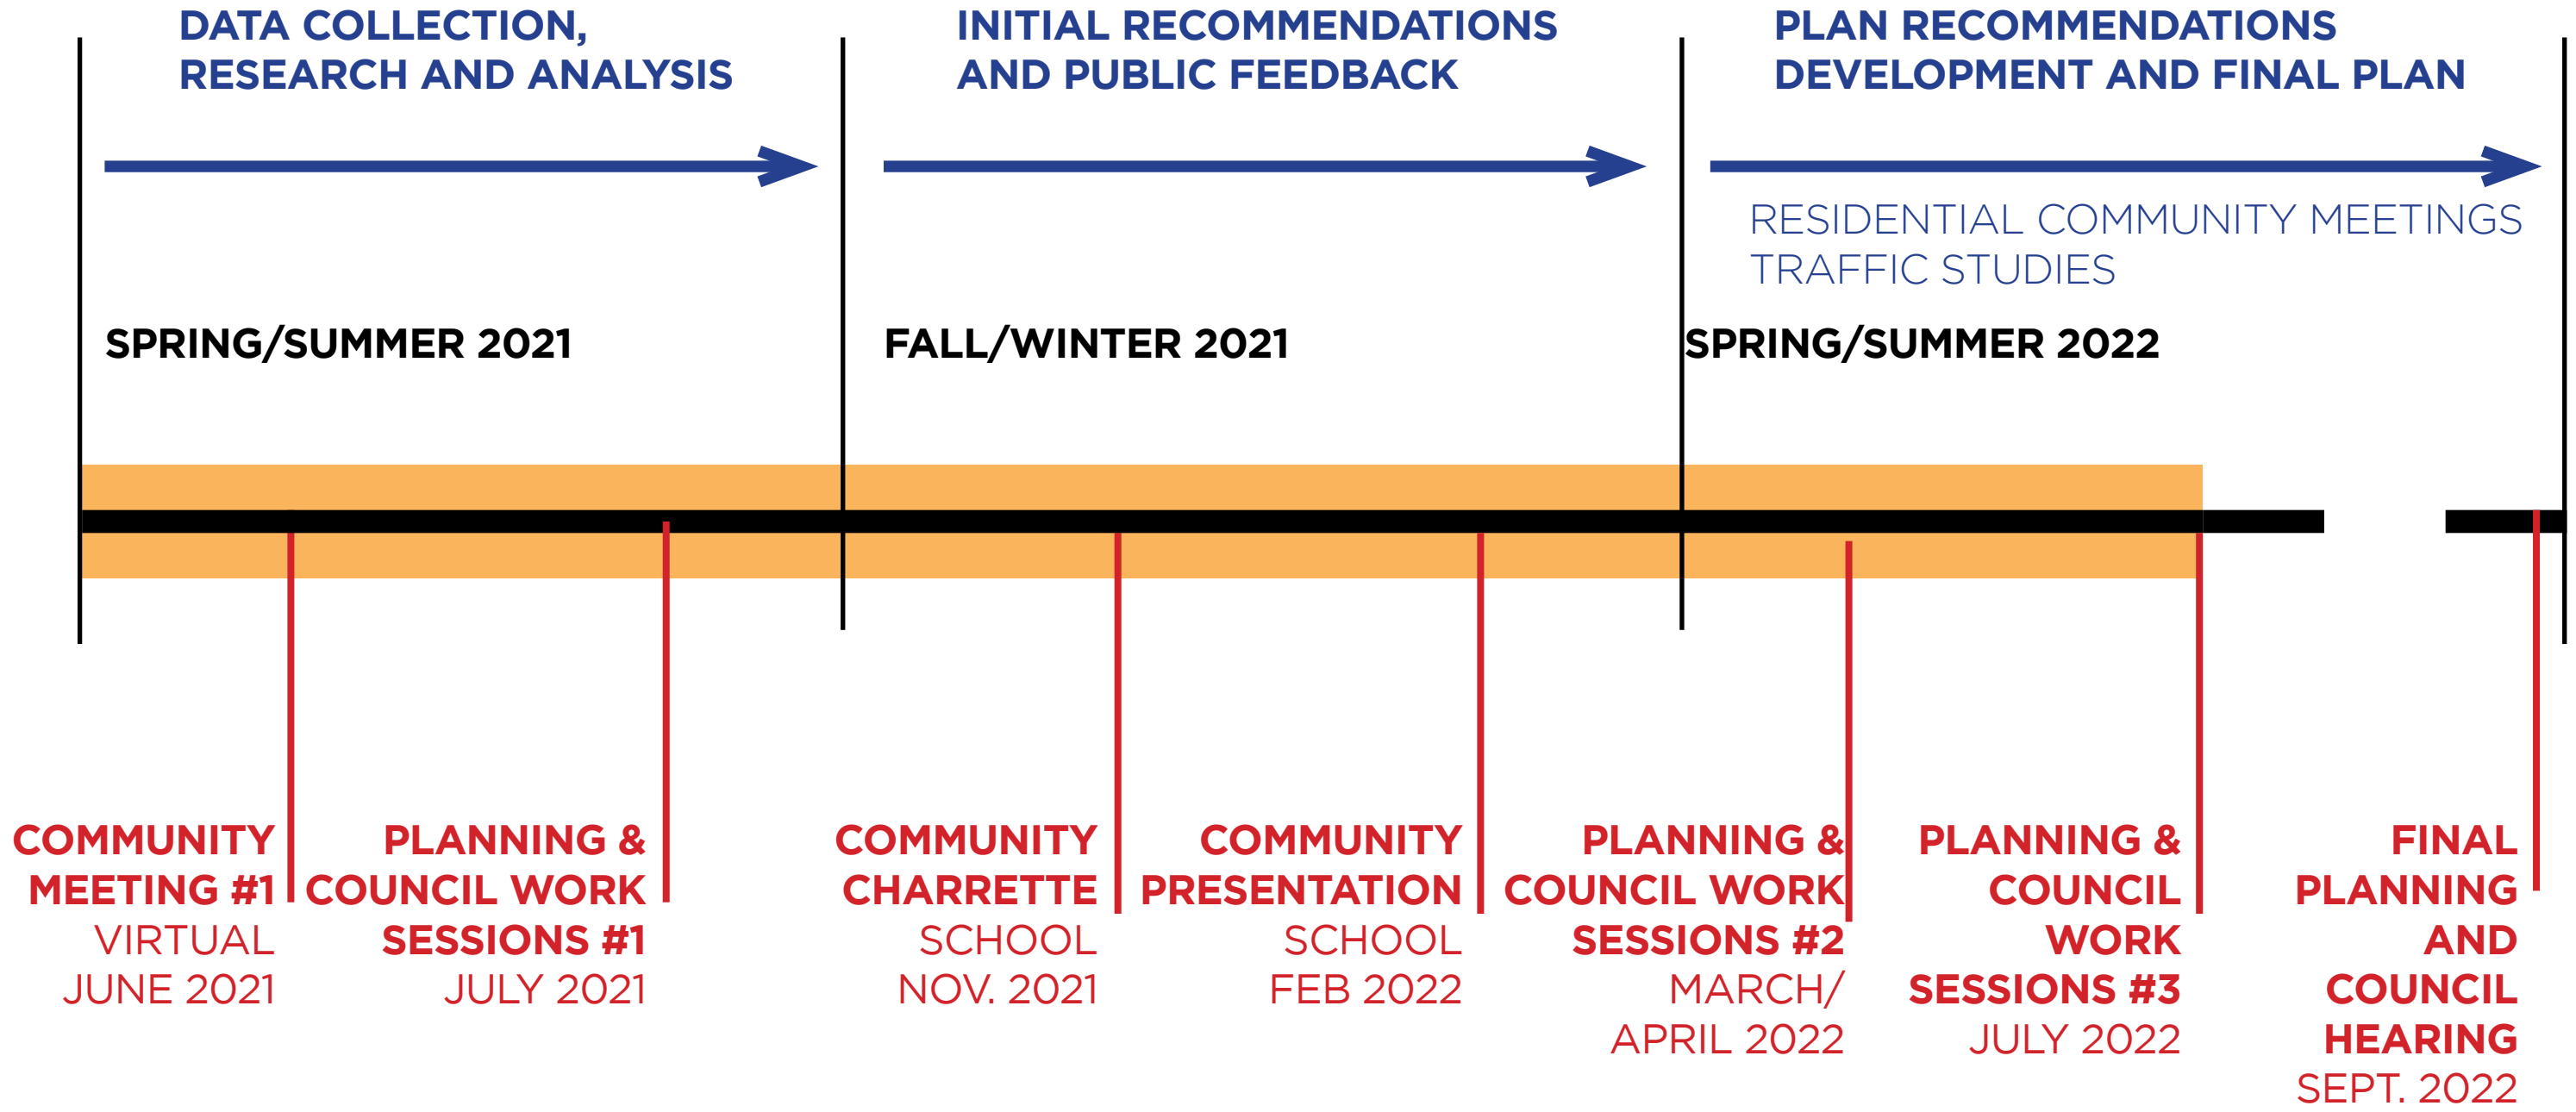 DATA COLLECTION,
RESEARCH AND ANALYSIS
INITIAL RECOMMENDATIONS
AND PUBLIC FEEDBACK
PLAN RECOMMENDATIONS
DEVELOPMENT AND FINAL PLAN
RESIDENTIAL COMMUNITY MEETINGS
TRAFFIC STUDIES
SPRING/SUMMER 2021
FALL/WINTER 2021
SPRING/SUMMER 2022
COMMUNITY
MEETING #1
VIRTUAL
JUNE 2021
PLANNING &
COUNCIL WORK
SESSIONS #1
JULY 2021
COMMUNITY
CHARRETTE
SCHOOL
NOV. 2021
COMMUNITY
PRESENTATION
SCHOOL
FEB 2022
PLANNING &
COUNCIL WORK
SESSIONS #2
MARCH/
APRIL 2022
PLANNING &
COUNCIL
WORK
SESSIONS #3
JULY 2022
FINAL
PLANNING
AND
COUNCIL
HEARING
SEPT. 2022